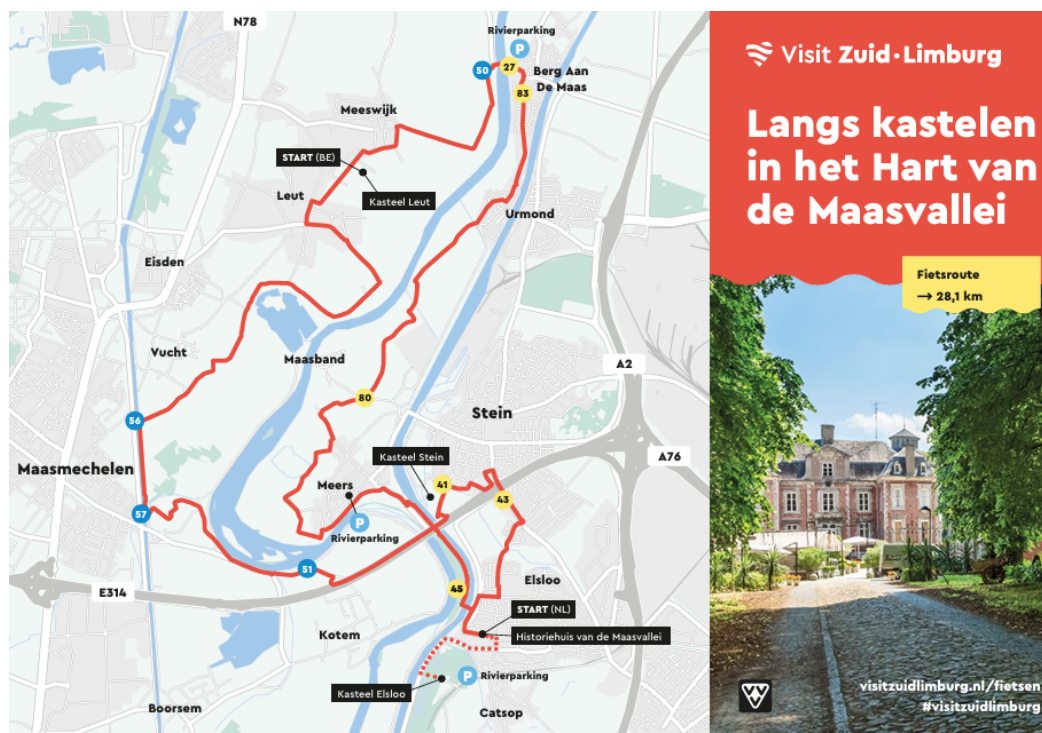 N78
Rivierparking
P
50
27
Berg Aan
De Maas
83
Meeswijk
START (BE)
Leut
Kasteel Leut
Urmond
Eisden
Vucht
Maasband
A2
80
56
Stein
Maasmechelen
Kasteel Stein
A76
Meers
41
43
57
P
Rivierparking
51
E314
45
Elsloo
START (NL)
Kotem
Historiehuis van de Maasvallei
P
Rivierparking
Kasteel Elsloo
Boorsem
Catsop
Visit Zuid·Limburg
Langs kastelen
in het Hart van
de Maasvallei
Fietsroute
→ 28,1 km
visitzuidlimburg.nl/fietsen
#visitzuidlimburg
VVV